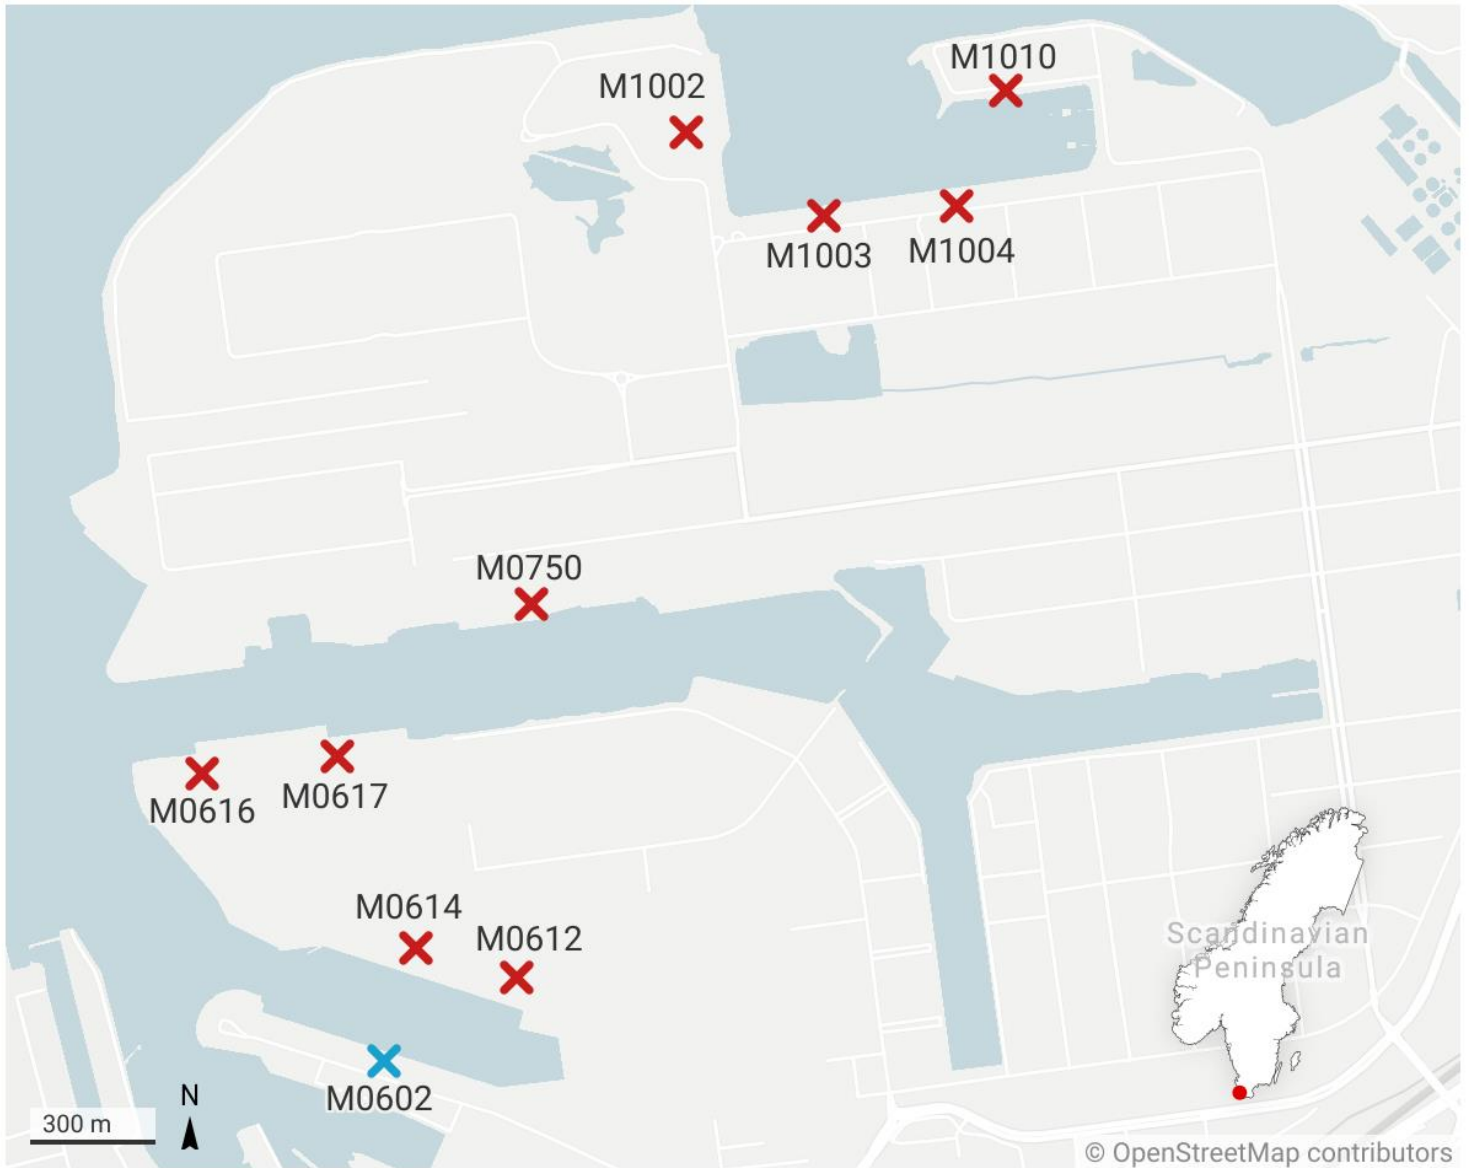 M1010
M1002
M1003
M1004
M0750
M0616
M0617
M0614
M0612
Scandinavian
Peninsula
M0602
N
300 m
© OpenStreetMap contributors